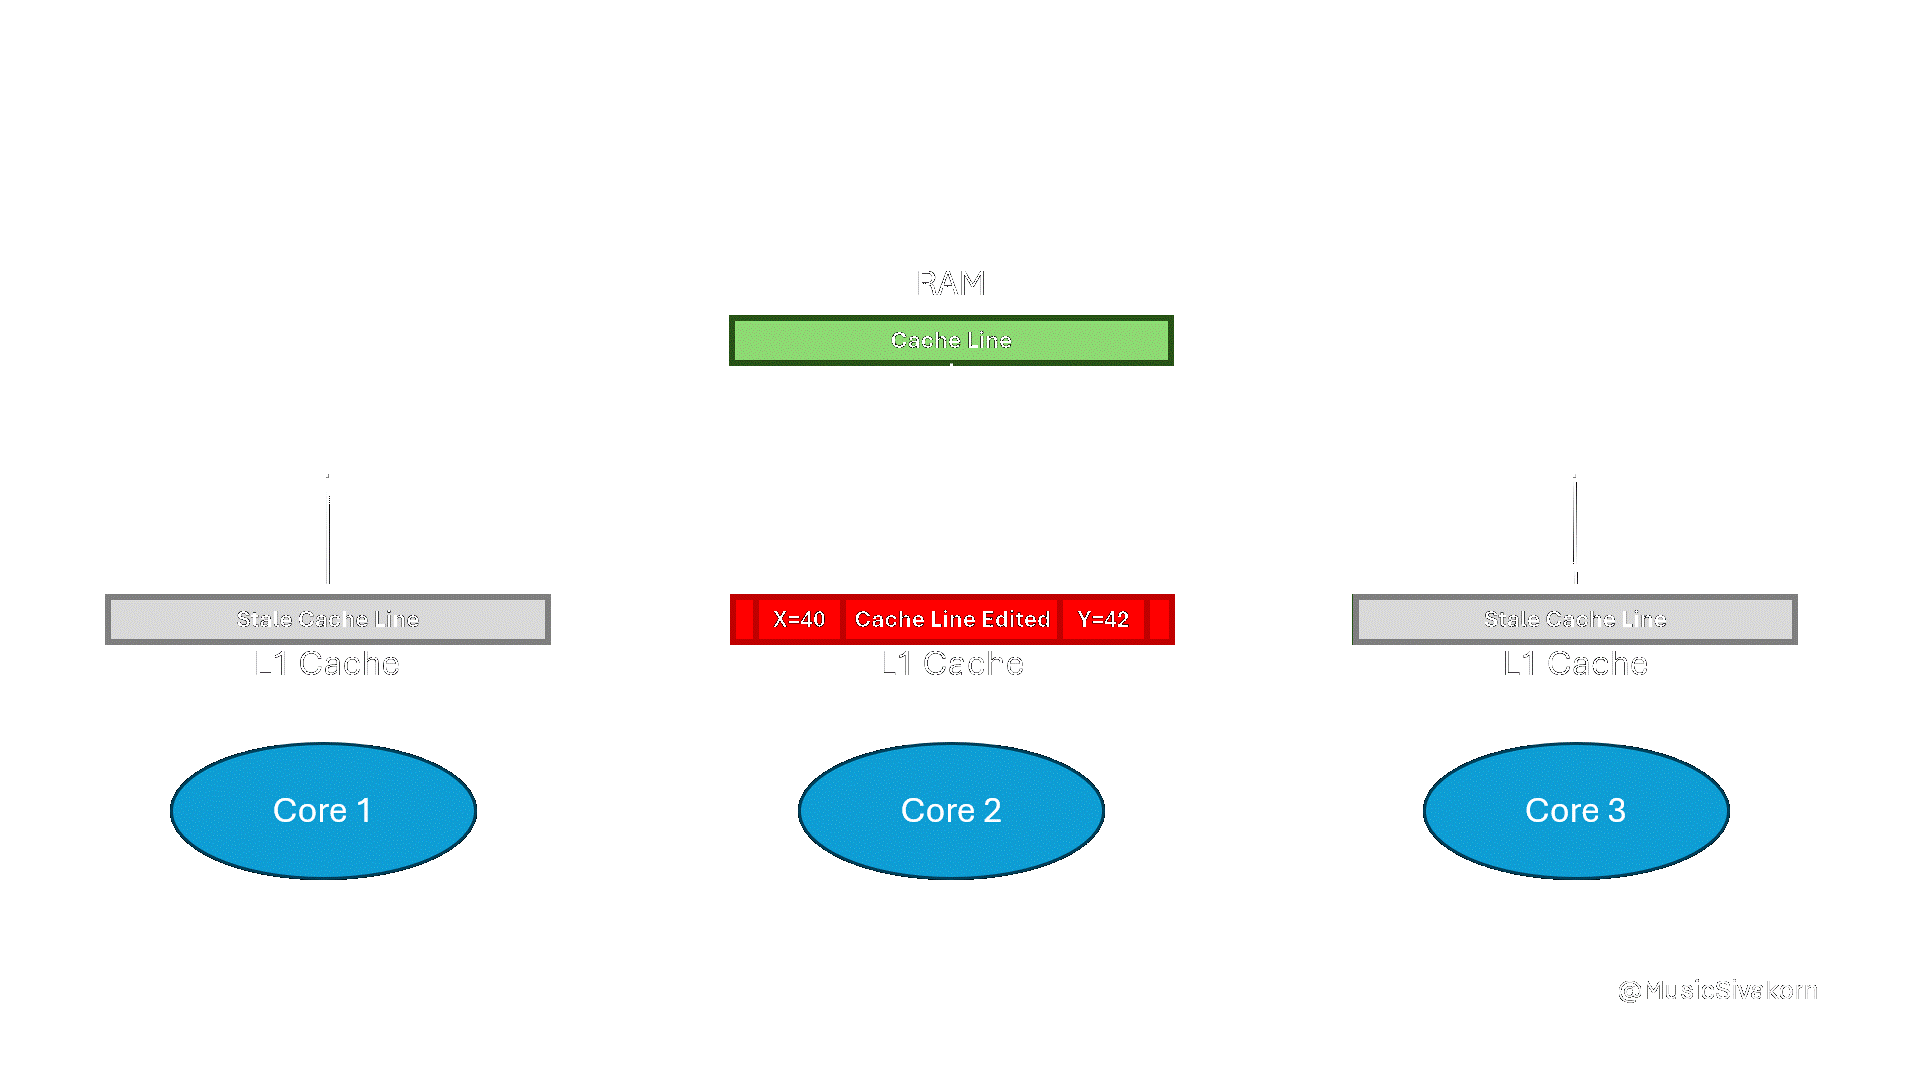 RAM
Cache Line
Stale Cache Line
X=40 Cache Line Edited Y=42
Stale Cache Line
L1 Cache
L1 Cache
L1 Cache
Core 1
Core 2
Core 3
@MusicSivakorn